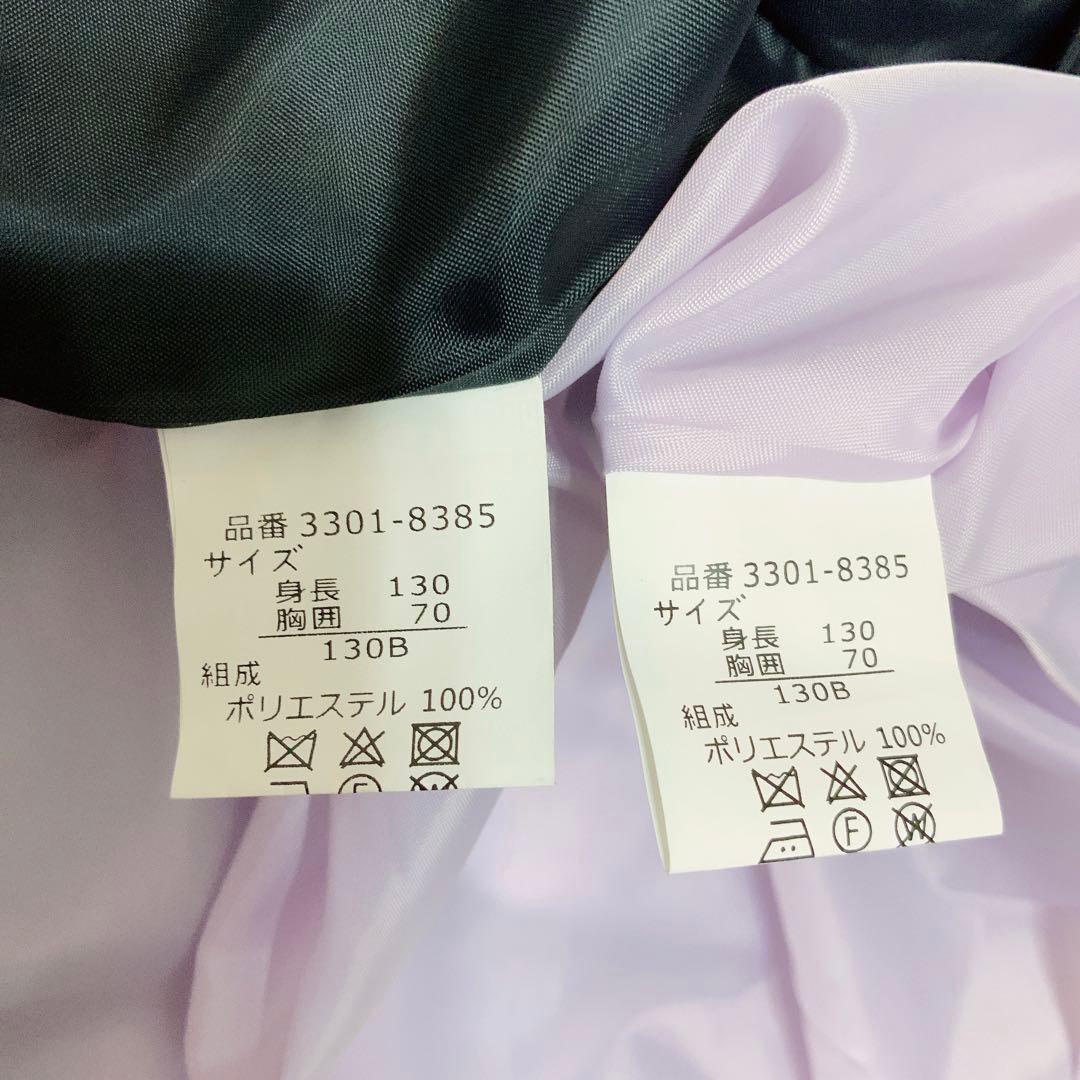 品番 3301-8385
サイズ
身長 130
胸囲 70
130B
組成
ポリエステル 100%
品番 3301-8385
サイズ
身長 130
胸囲 70
130B
組成
ポリエステル 100%
F
W